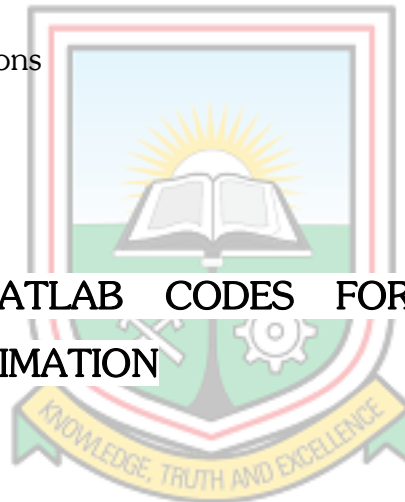 ons
ATLAB CODES FOR
IMATION
KNOWLEDGE, TRUTH AND EXCELLENCE